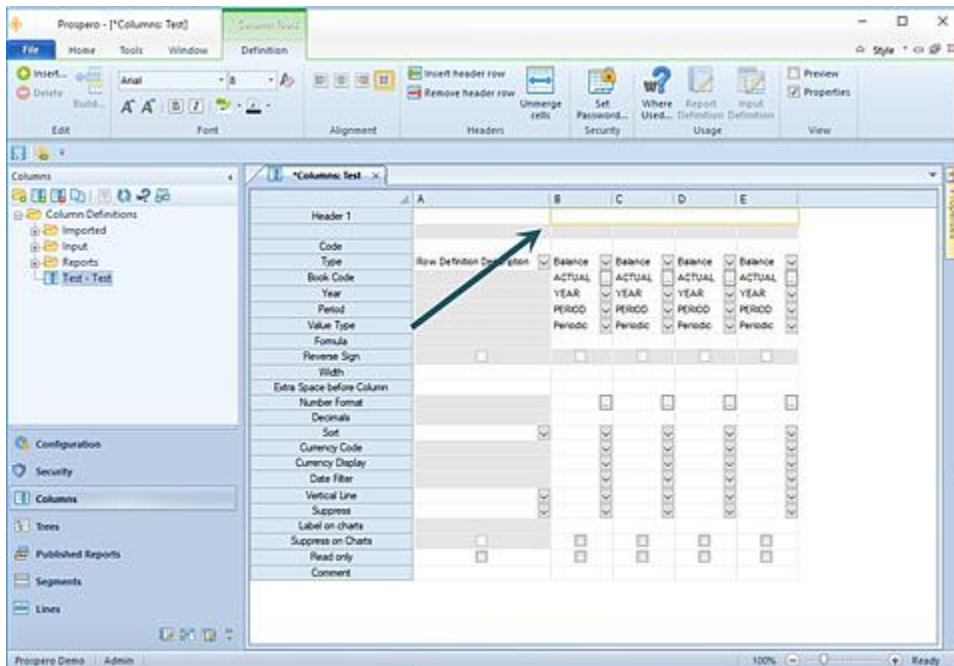 Prospero - [*Columns: Test]
File Home Tools Window Definition
Style
Insert...
Delete
Build...
Edit
Arial 8
A A B I
Font
Alignment
Insert header row
Remove header row
Unmerge cells
Headers
Set Password...
Security
Where Used...
Report Definition
Input Definition
Usage
Preview
Properties
View
Columns
Column Definitions
Imported
Input
Reports
Test - Test
Configuration
Security
Columns
Trees
Published Reports
Segments
Lines
*Columns: Test
A B C D E
Header 1
Code
Type Row Definition Balance Balance Balance Balance
Book Code ACTUAL ACTUAL ACTUAL ACTUAL
Year YEAR YEAR YEAR YEAR
Period PERIOD PERIOD PERIOD PERIOD
Value Type Periodic Periodic Periodic Periodic
Formula
Reverse Sign
Width
Extra Space before Column
Number Format
Decimals
Sort
Currency Code
Currency Display
Date Filter
Vertical Line
Suppress
Label on charts
Suppress on Charts
Read only
Comment
Properties
Prospero Demo Admin
100%
Ready